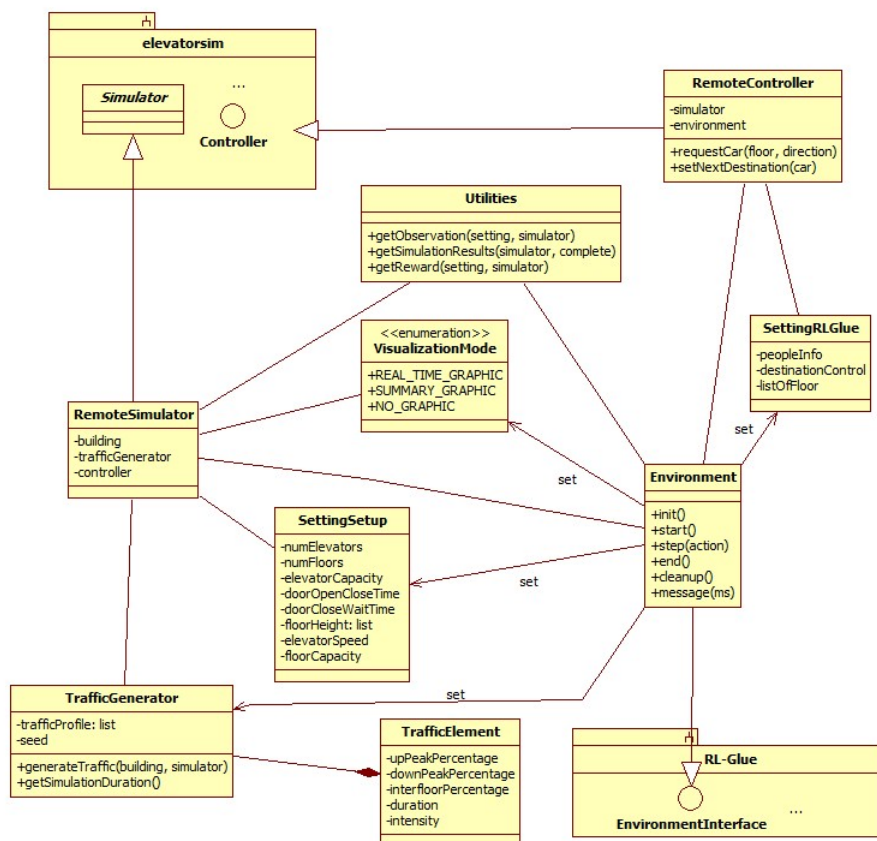 elevatorsim
Simulator
...
Controller
RemoteController
-simulator
-environment
+requestCar(floor, direction)
+setNextDestination(car)
Utilities
+getObservation(setting, simulator)
+getSimulationResults(simulator, complete)
+getReward(setting, simulator)
<<enumeration>>
VisualizationMode
+REAL_TIME_GRAPHIC
+SUMMARY_GRAPHIC
+NO_GRAPHIC
SettingRLGlue
-peopleInfo
-destinationControl
-listOfFloor
RemoteSimulator
-building
-trafficGenerator
-controller
set
set
Environment
+init()
+start()
+step(action)
+end()
+cleanup()
+message(ms)
SettingSetup
-numElevators
-numFloors
-elevatorCapacity
-doorOpenCloseTime
-doorCloseWaitTime
-floorHeight: list
-elevatorSpeed
-floorCapacity
set
set
TrafficGenerator
-trafficProfile: list
-seed
+generateTraffic(building, simulator)
+getSimulationDuration()
TrafficElement
-upPeakPercentage
-downPeakPercentage
-interfloorPercentage
-duration
-intensity
RL-Glue
...
EnvironmentInterface